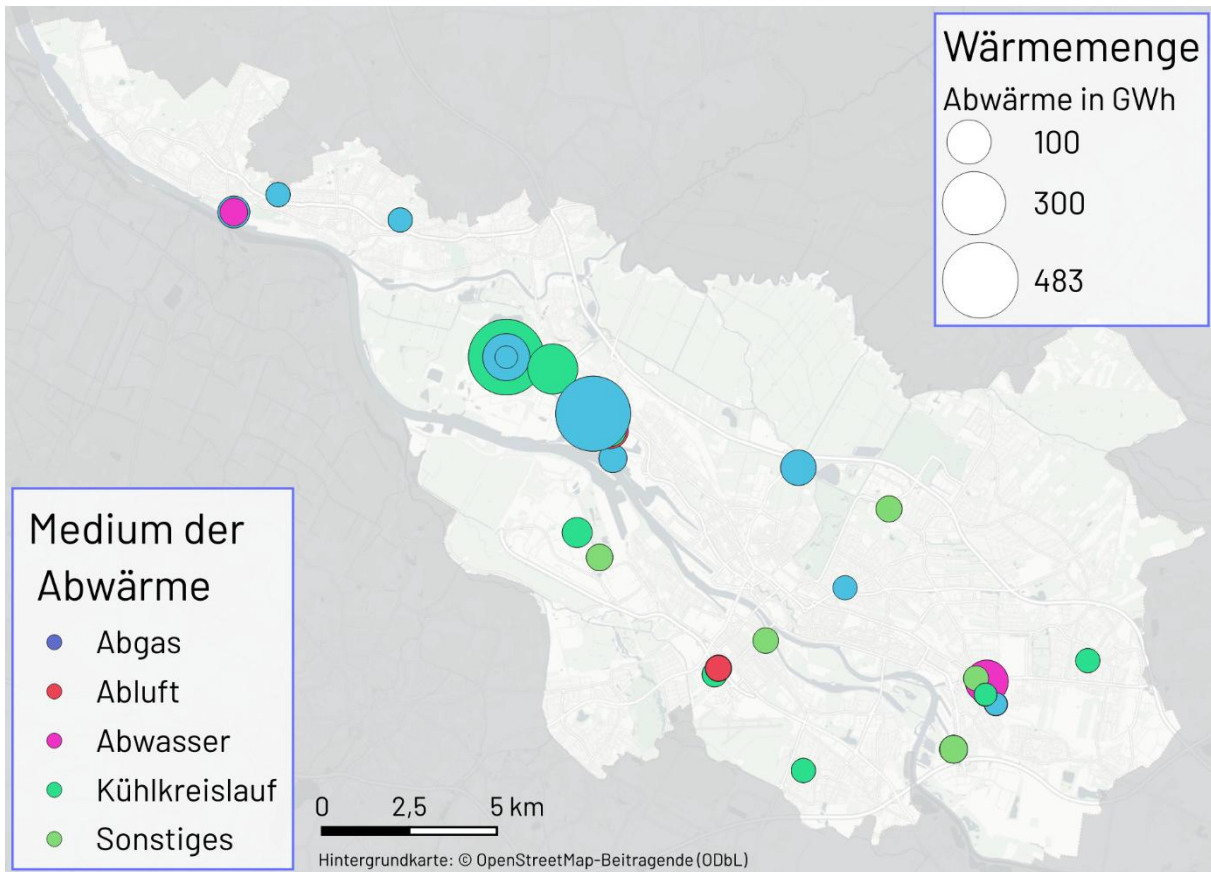 Wärmemenge
Abwärme in GWh
100
300
483
Medium der
Abwärme
Abgas
Abluft
Abwasser
Kühlkreislauf
Sonstiges
0 2,5 5 km
Hintergrundkarte: © OpenStreetMap-Beitragende (ODbL)